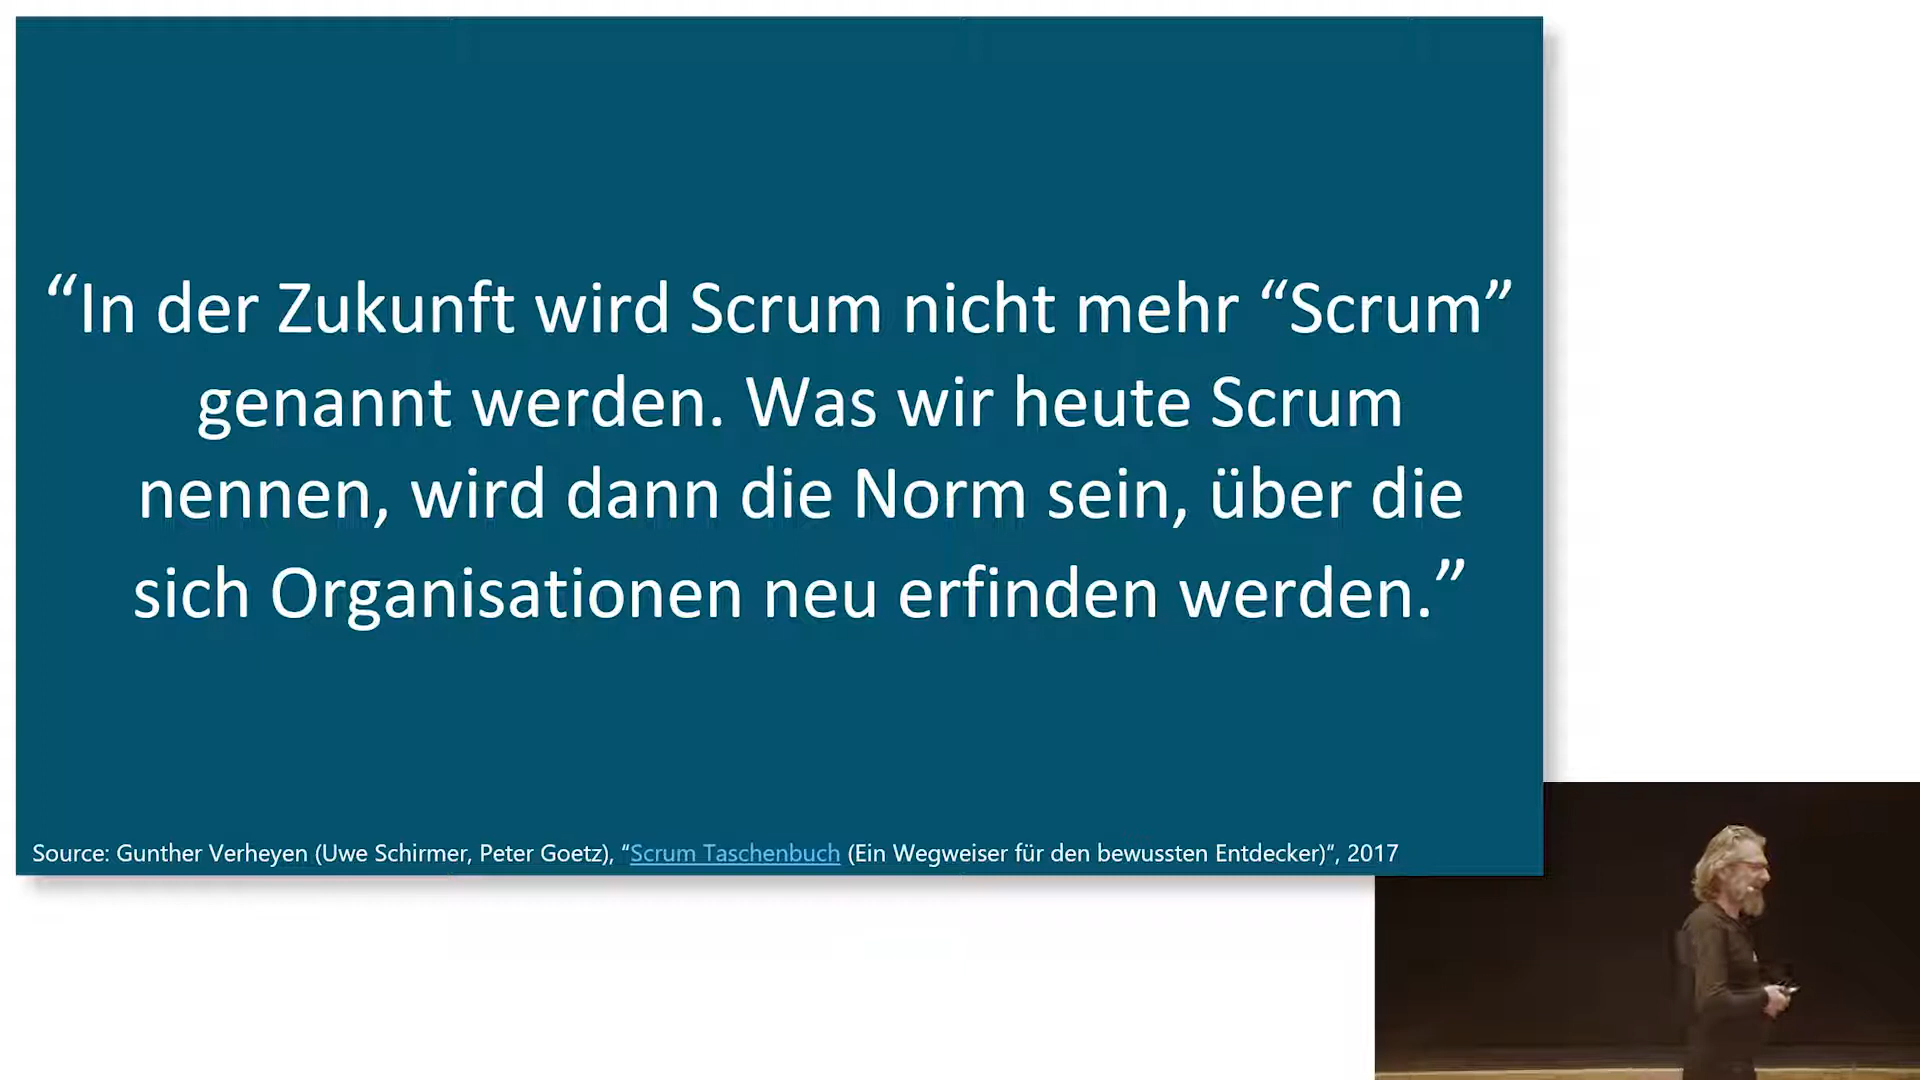 “In der Zukunft wird Scrum nicht mehr “Scrum”
genannt werden. Was wir heute Scrum
nennen, wird dann die Norm sein, über die
sich Organisationen neu erfinden werden.”
Source: Gunther Verheyen (Uwe Schirmer, Peter Goetz), “Scrum Taschenbuch (Ein Wegweiser für den bewussten Entdecker)“, 2017